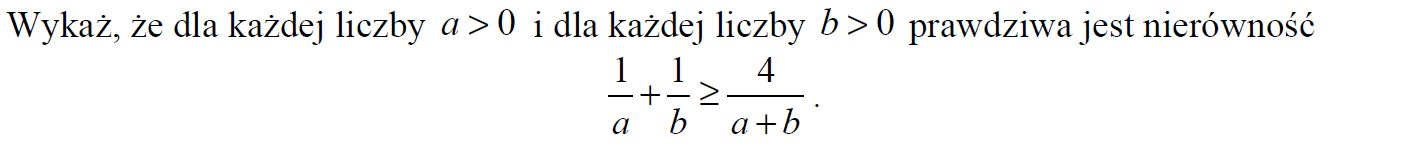 Wykaż, że dla każdej liczby a > 0 i dla każdej liczby b > 0 prawdziwa jest nierówność
1/a + 1/b ≥ 4/(a+b) .